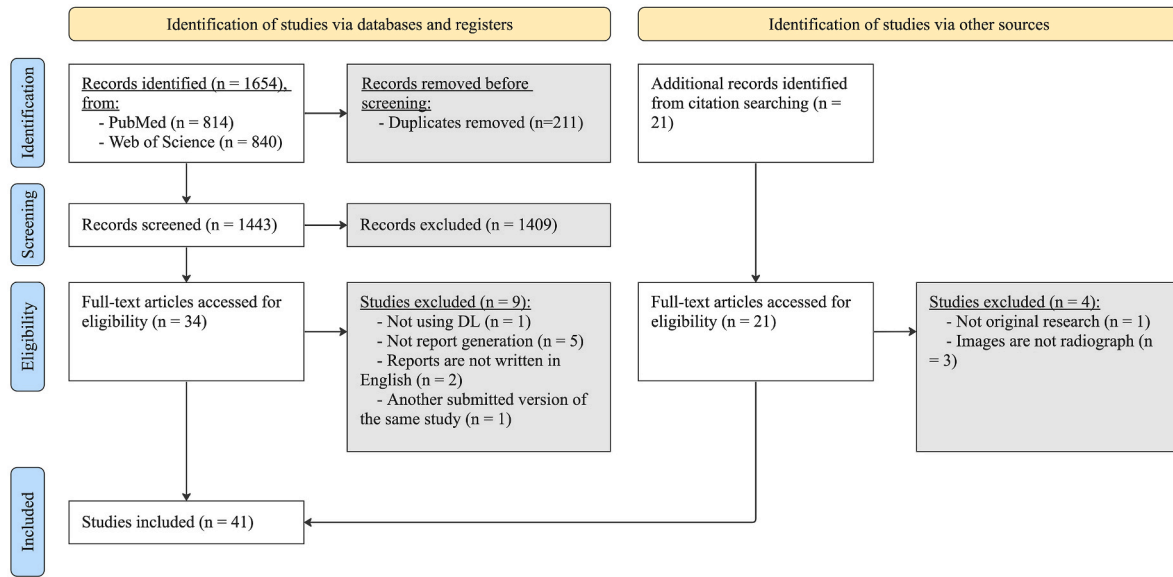 Identification of studies via databases and registers
Identification of studies via other sources
Identification
Records identified (n = 1654),
from:
- PubMed (n = 814)
- Web of Science (n = 840)
Records removed before
screening:
- Duplicates removed (n=211)
Additional records identified
from citation searching (n =
21)
Screening
Records screened (n = 1443)
Records excluded (n = 1409)
Eligibility
Full-text articles accessed for
eligibility (n = 34)
Studies excluded (n = 9):
- Not using DL (n = 1)
- Not report generation (n = 5)
- Reports are not written in
English (n = 2)
- Another submitted version of
the same study (n = 1)
Full-text articles accessed for
eligibility (n = 21)
Studies excluded (n = 4):
- Not original research (n = 1)
- Images are not radiograph (n
= 3)
Included
Studies included (n = 41)